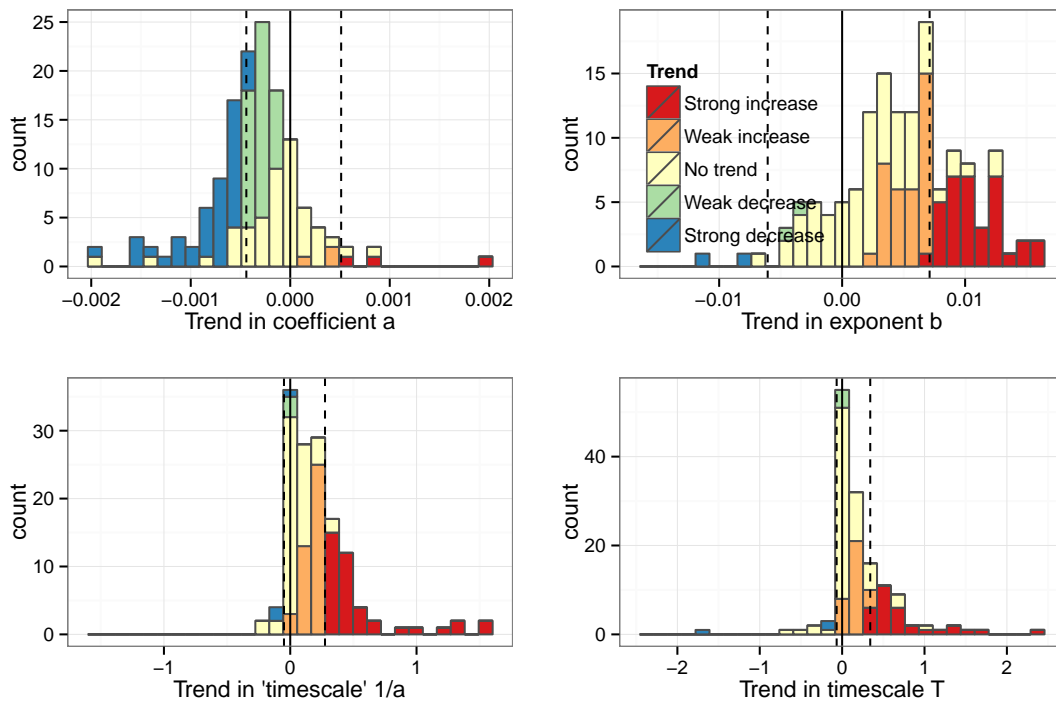 count
25
20
15
10
5
0
−0.002
−0.001
0.000
0.001
0.002
Trend in coefficient a
count
15
10
5
0
−0.01
0.00
0.01
Trend in exponent b
Trend
Strong increase
Weak increase
No trend
Weak decrease
Strong decrease
count
30
20
10
0
−1
0
1
Trend in 'timescale' 1/a
count
40
20
0
−2
−1
0
1
2
Trend in timescale T